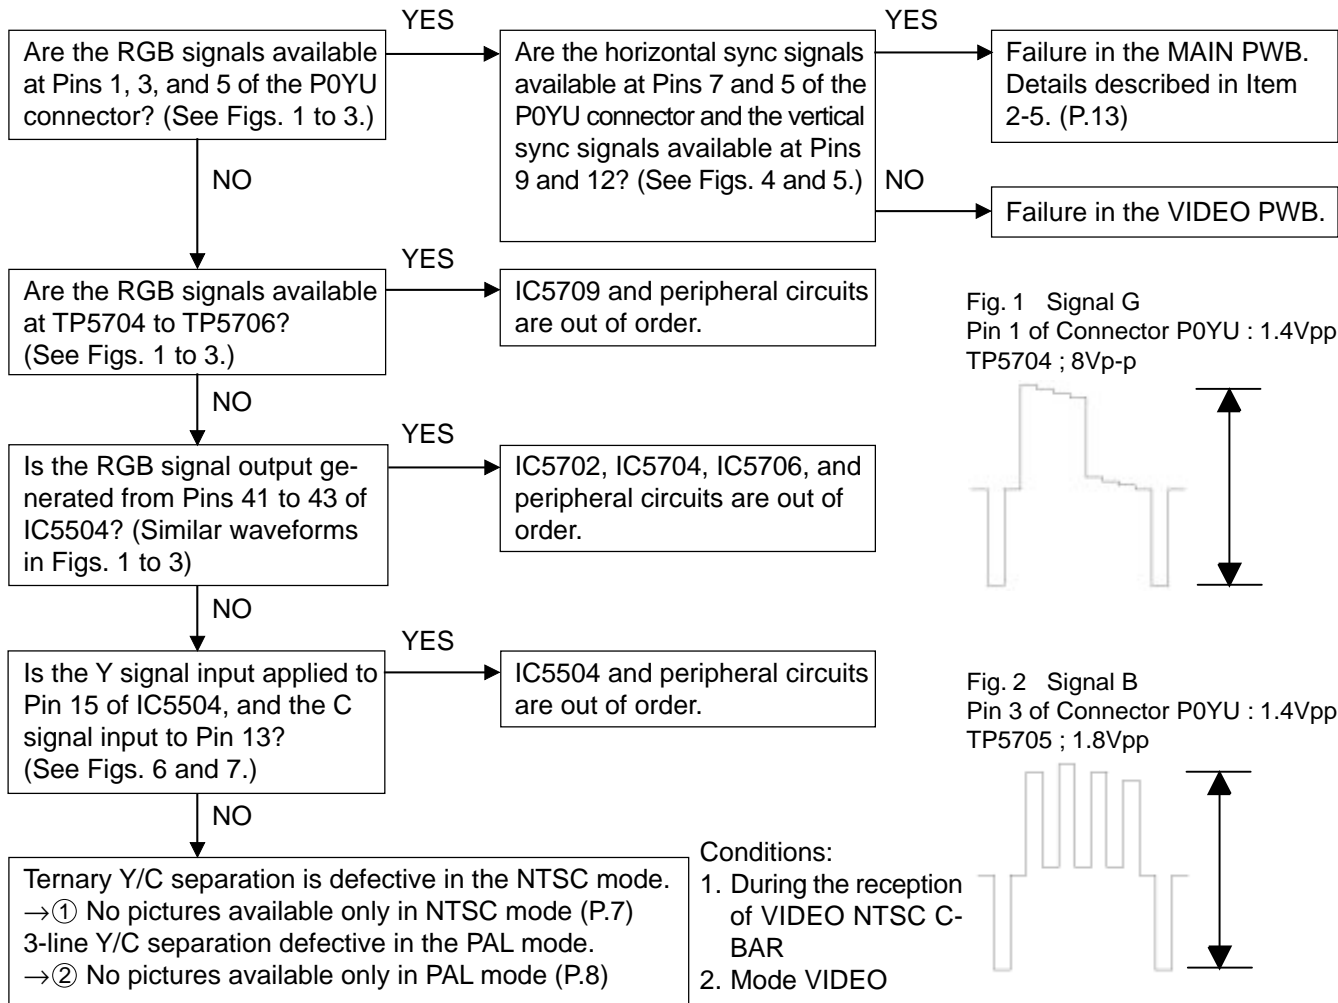 YES
Are the RGB signals available
at Pins 1, 3, and 5 of the P0YU
connector? (See Figs. 1 to 3.)
Are the horizontal sync signals
available at Pins 7 and 5 of the
P0YU connector and the vertical
sync signals available at Pins
9 and 12? (See Figs. 4 and 5.)
YES
Failure in the MAIN PWB.
Details described in Item
2-5. (P.13)
NO
NO
Failure in the VIDEO PWB.
YES
Are the RGB signals available
at TP5704 to TP5706?
(See Figs. 1 to 3.)
IC5709 and peripheral circuits
are out of order.
Fig. 1 Signal G
Pin 1 of Connector P0YU : 1.4Vpp
TP5704 ; 8Vp-p
NO
YES
Is the RGB signal output ge-
nerated from Pins 41 to 43 of
IC5504? (Similar waveforms
in Figs. 1 to 3)
IC5702, IC5704, IC5706, and
peripheral circuits are out of
order.
NO
YES
Is the Y signal input applied to
Pin 15 of IC5504, and the C
signal input to Pin 13?
(See Figs. 6 and 7.)
IC5504 and peripheral circuits
are out of order.
Fig. 2 Signal B
Pin 3 of Connector P0YU : 1.4Vpp
TP5705 ; 1.8Vpp
NO
Ternary Y/C separation is defective in the NTSC mode.
→① No pictures available only in NTSC mode (P.7)
3-line Y/C separation defective in the PAL mode.
→② No pictures available only in PAL mode (P.8)
Conditions:
1. During the reception
of VIDEO NTSC C-
BAR
2. Mode VIDEO